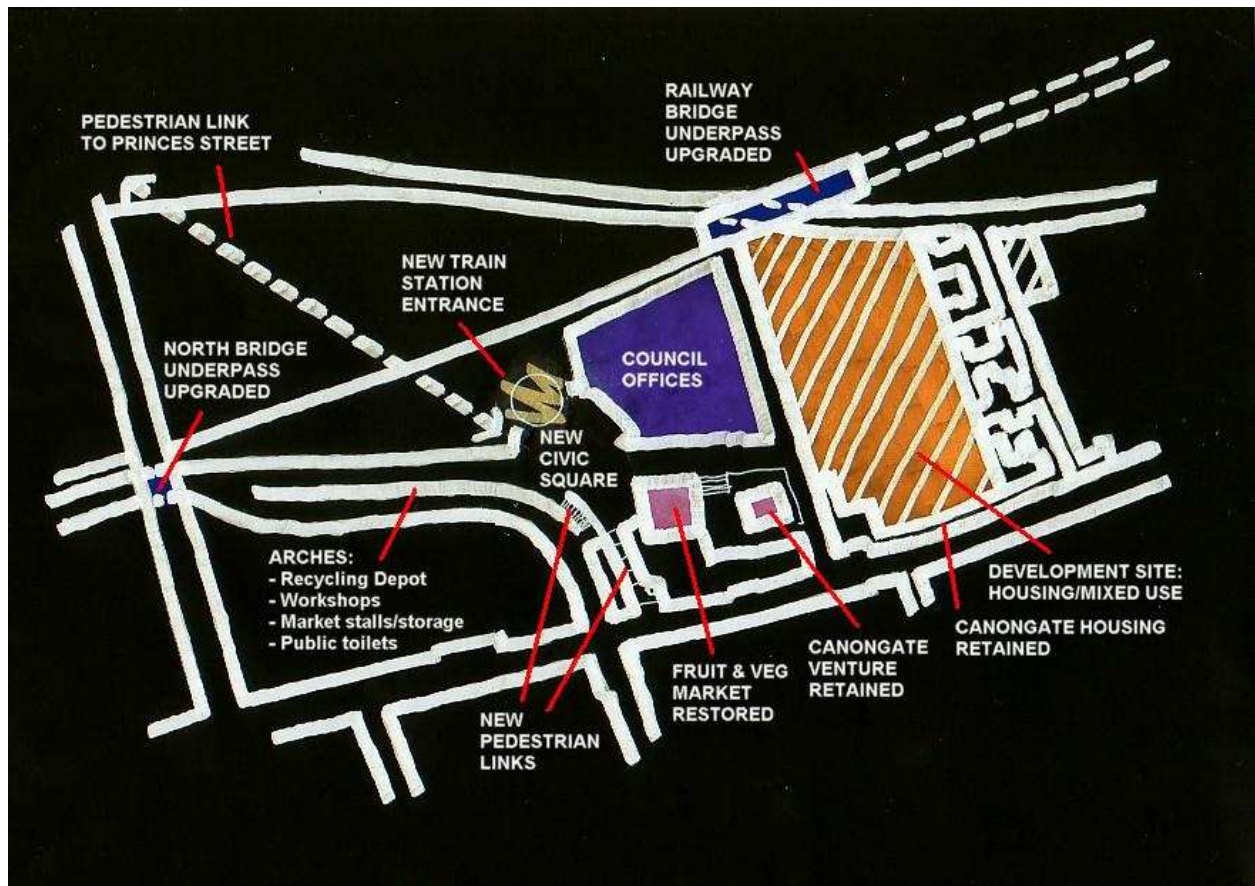 RAILWAY
BRIDGE
UNDERPASS
UPGRADED
PEDESTRIAN LINK
TO PRINCES STREET
NEW TRAIN
STATION
ENTRANCE
NORTH BRIDGE
UNDERPASS
UPGRADED
COUNCIL
OFFICES
NEW
CIVIC
SQUARE
ARCHES:
- Recycling Depot
- Workshops
- Market stalls/storage
- Public toilets
DEVELOPMENT SITE:
HOUSING/MIXED USE
CANONGATE HOUSING
RETAINED
CANONGATE
VENTURE
RETAINED
FRUIT & VEG
MARKET
RESTORED
NEW
PEDESTRIAN
LINKS